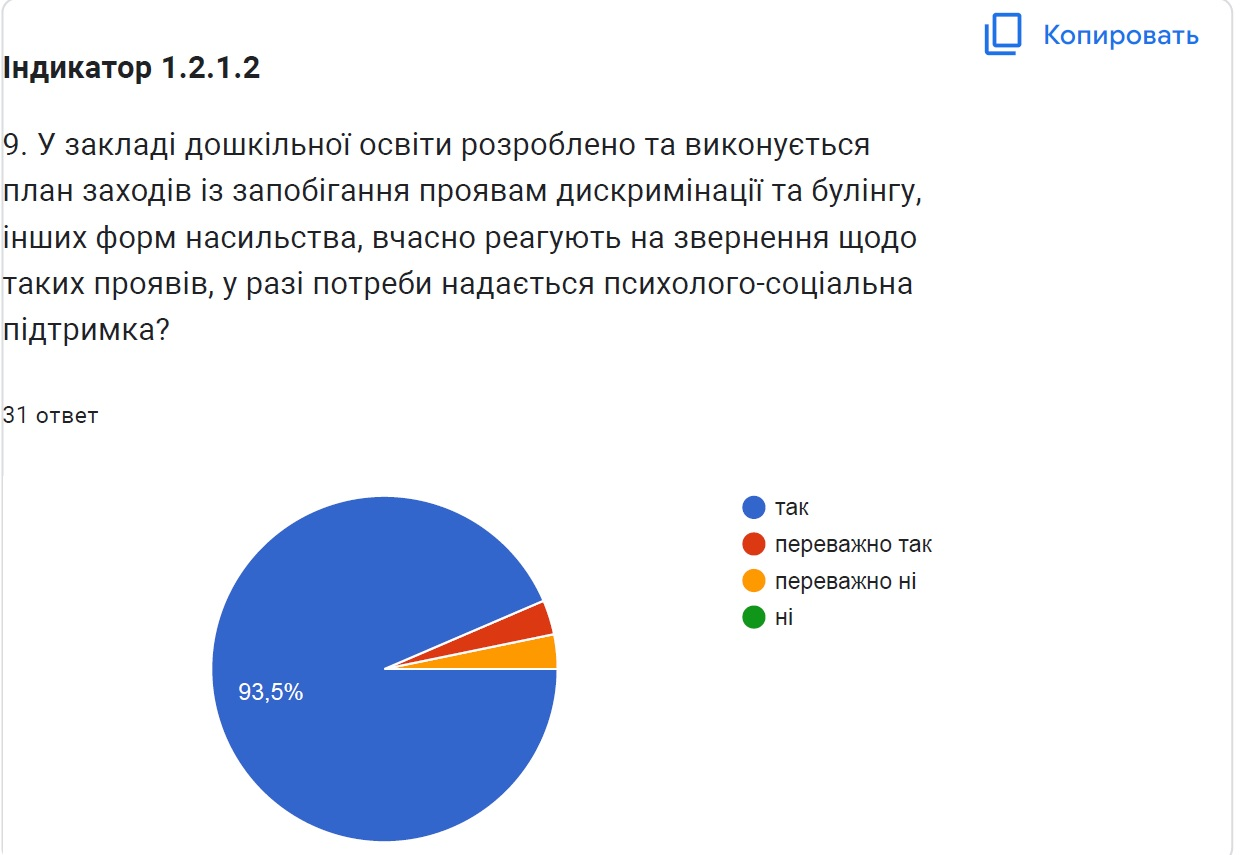 Копировать
Індикатор 1.2.1.2
9. У закладі дошкільної освіти розроблено та виконується
план заходів із запобігання проявам дискримінації та булінгу,
інших форм насильства, вчасно реагують на звернення щодо
таких проявів, у разі потреби надається психолого-соціальна
підтримка?
31 ответ
так
переважно так
переважно ні
ні
93,5%